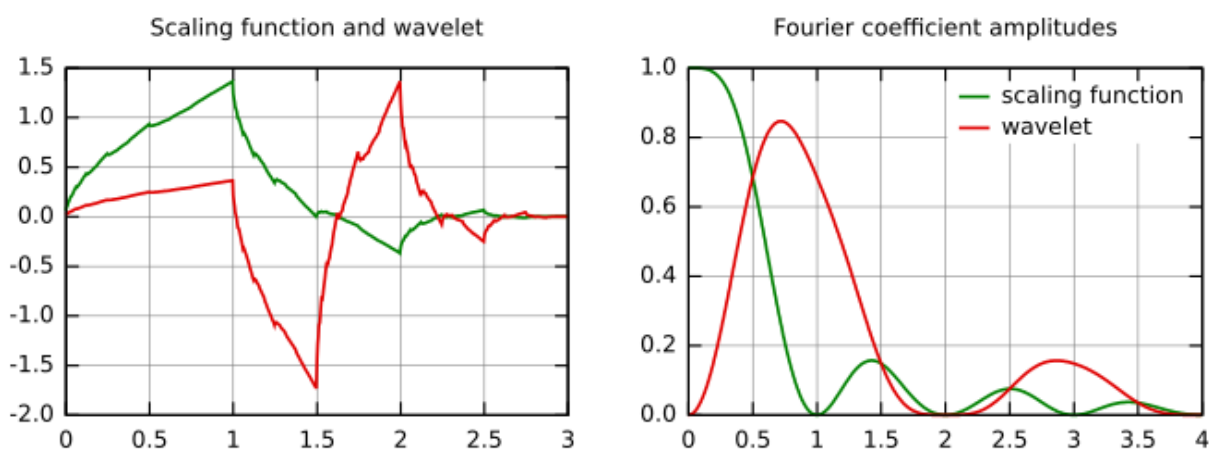 Scaling function and wavelet
1.5
1.0
0.5
0.0
-0.5
-1.0
-1.5
-2.0
0 0.5 1 1.5 2 2.5 3
Fourier coefficient amplitudes
1.0
0.8
0.6
0.4
0.2
0.0
0 0.5 1 1.5 2 2.5 3 3.5 4
scaling function
wavelet